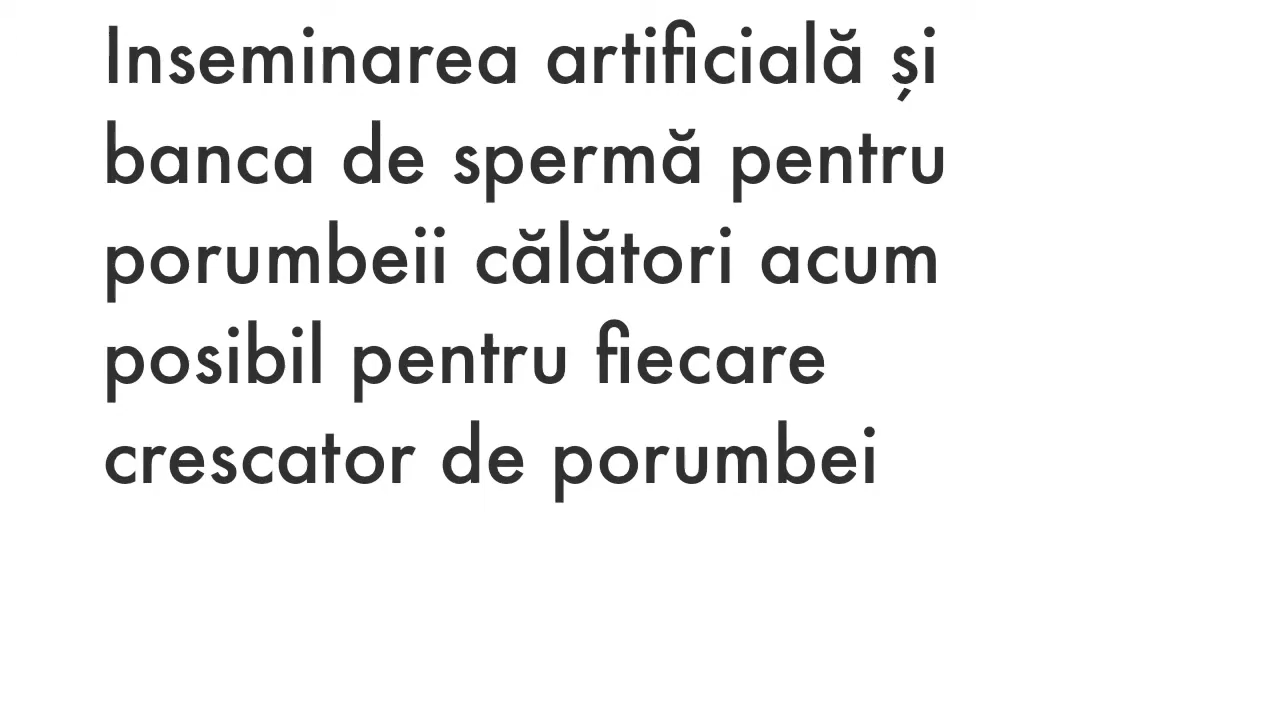 Inseminarea artificială și
banca de spermă pentru
porumbeii călători acum
posibil pentru fiecare
crescator de porumbei